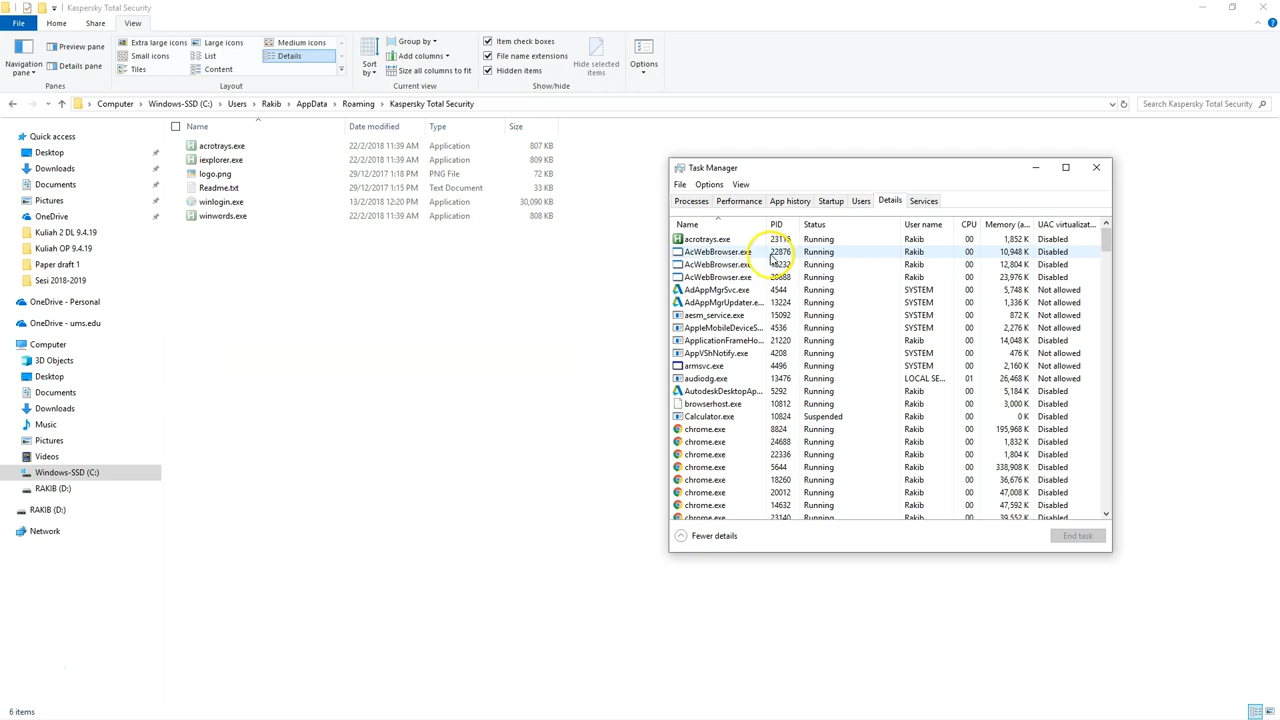 Kaspersky Total Security
File Home Share View
Extra large icons Large icons Medium icons
Small icons List Details
Tiles Content
Navigation pane
Preview pane
Details pane
Sort by
Group by
Add columns
Size all columns to fit
Item check boxes
File name extensions
Hidden items
Hide selected items
Options
Panes Layout Current view Show/hide
Computer Windows-SSD (C:) Users Rakib AppData Roaming Kaspersky Total Security
Search Kaspersky Total Security
Quick access
Desktop
Downloads
Documents
Pictures
OneDrive
Kuliah 2 DL 9.4.19
Kuliah OP 9.4.19
Paper draft 1
Sesi 2018-2019
OneDrive - Personal
OneDrive - ums.edu
Computer
3D Objects
Desktop
Documents
Downloads
Music
Pictures
Videos
Windows-SSD (C:)
RAKIB (D:)
RAKIB (D:)
Network
Name Date modified Type Size
acrotrays.exe 22/2/2018 11:39 AM Application 807 KB
iexplorer.exe 22/2/2018 11:39 AM Application 809 KB
logo.png 29/12/2017 1:15 PM PNG File 72 KB
Readme.txt 29/12/2017 1:15 PM Text Document 33 KB
winlogin.exe 13/2/2018 12:20 PM Application 30,090 KB
winwords.exe 22/2/2018 11:39 AM Application 808 KB
Task Manager
File Options View
Processes Performance App history Startup Users Details Services
Name PID Status User name CPU Memory (a... UAC virtualizat...
acrotrays.exe 23116 Running Rakib 00 1,852 K Disabled
AcWebBrowser.exe 22876 Running Rakib 00 10,948 K Disabled
AcWebBrowser.exe Running Rakib 00 12,804 K Disabled
AcWebBrowser.exe Running Rakib 00 23,976 K Disabled
AdAppMgrSvc.exe 4544 Running SYSTEM 00 5,748 K Not allowed
AdAppMgrUpdater.e... 13224 Running SYSTEM 00 1,336 K Not allowed
aesm_service.exe 15092 Running SYSTEM 00 872 K Not allowed
AppleMobileDeviceS... 4536 Running SYSTEM 00 2,276 K Not allowed
ApplicationFrameHo... 21220 Running Rakib 00 14,048 K Disabled
AppVShNotify.exe 4208 Running SYSTEM 00 476 K Not allowed
armsvc.exe 4496 Running SYSTEM 00 2,160 K Not allowed
audiodg.exe 13476 Running LOCAL SE... 01 26,468 K Not allowed
AutodeskDesktopAp... 5292 Running Rakib 00 5,184 K Disabled
browserhost.exe 10812 Running Rakib 00 3,000 K Disabled
Calculator.exe 10824 Suspended Rakib 00 0 K Disabled
chrome.exe 8824 Running Rakib 00 195,968 K Disabled
chrome.exe 24688 Running Rakib 00 1,832 K Disabled
chrome.exe 22336 Running Rakib 00 1,804 K Disabled
chrome.exe 5644 Running Rakib 00 338,908 K Disabled
chrome.exe 18260 Running Rakib 00 36,676 K Disabled
chrome.exe 20012 Running Rakib 00 47,008 K Disabled
chrome.exe 14632 Running Rakib 00 47,592 K Disabled
chrome.exe 23140 Running Rakib 00 39,552 K Disabled
Fewer details End task
6 items